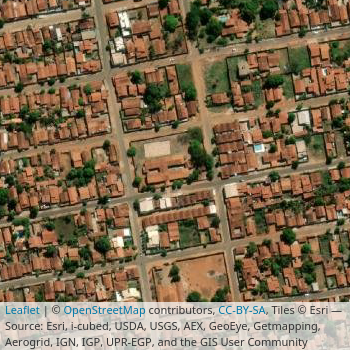 Leaflet | © OpenStreetMap contributors, CC-BY-SA, Tiles © Esri —
Source: Esri, i-cubed, USDA, USGS, AEX, GeoEye, Getmapping,
Aerogrid, IGN, IGP, UPR-EGP, and the GIS User Community